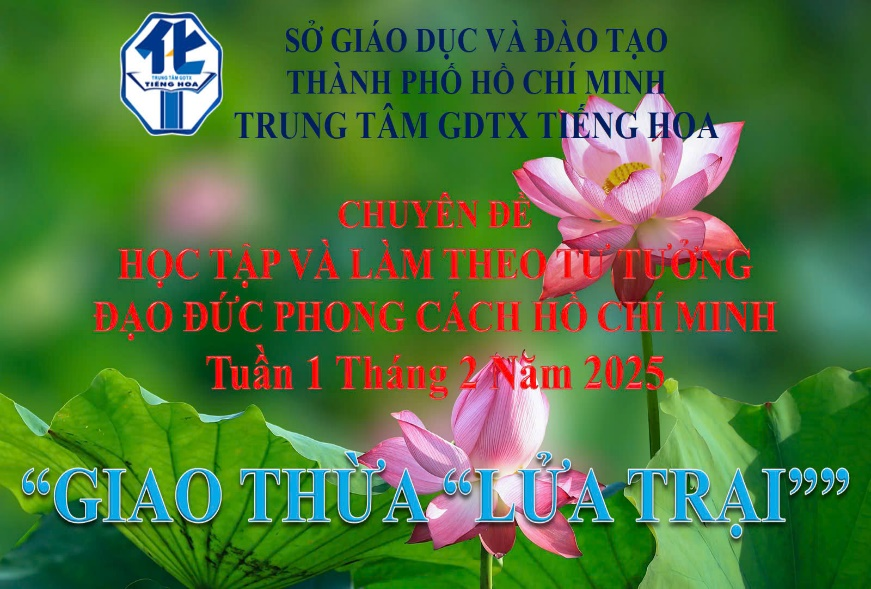 SỞ GIÁO DỤC VÀ ĐÀO TẠO
THÀNH PHỐ HỒ CHÍ MINH
TRUNG TÂM GDTX TIẾNG HOA
TRUNG TÂM GDTX
TIẾNG HOA
CHUYÊN ĐỀ
HỌC TẬP VÀ LÀM THEO TƯ TƯỞNG
ĐẠO ĐỨC PHONG CÁCH HỒ CHÍ MINH
Tuần 1 Tháng 2 Năm 2025
“GIAO THỪA “LỬA TRẠI””